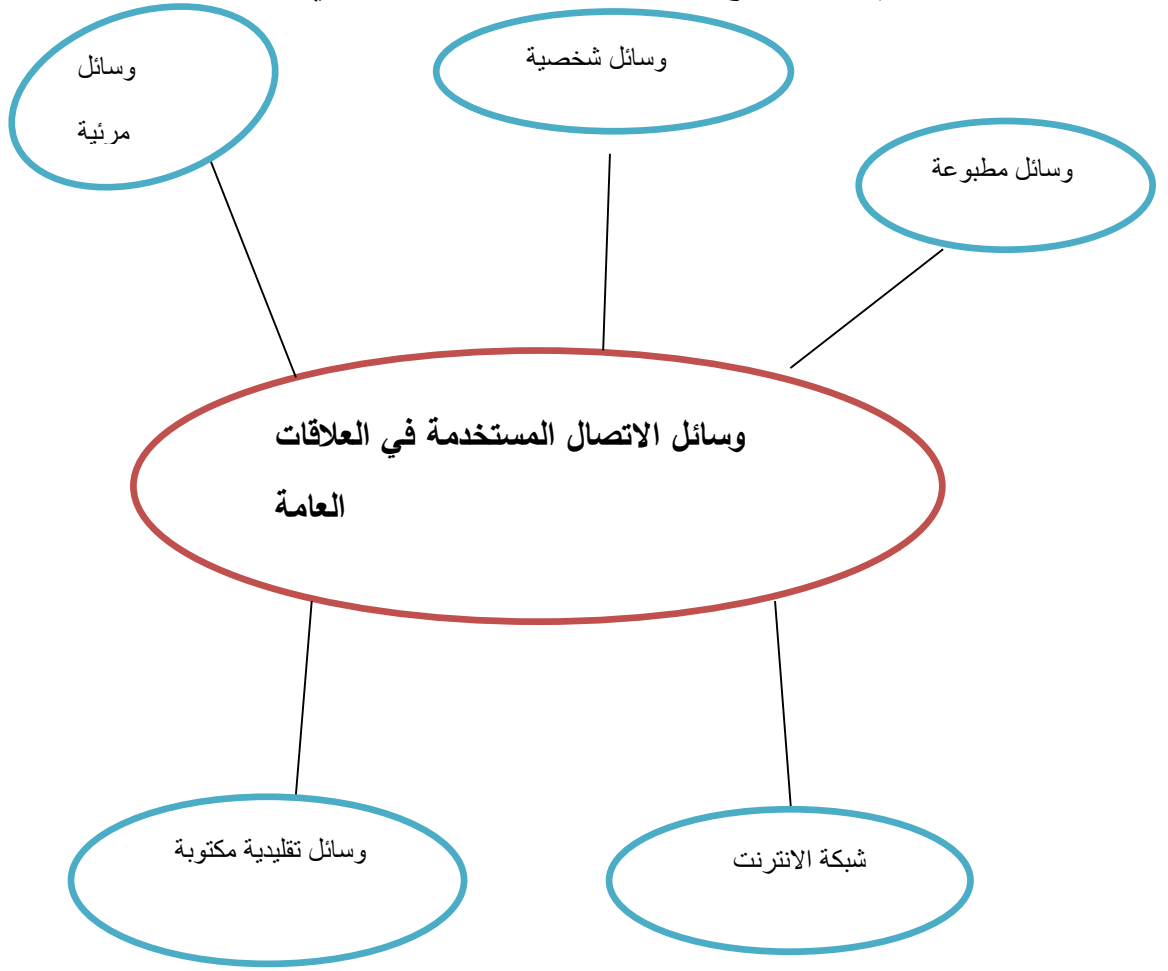 وسائل شخصية
وسائل
مرئية
وسائل مطبوعة
وسائل الاتصال المستخدمة في العلاقات
العامة
وسائل تقليدية مكتوبة
شبكة الانترنت